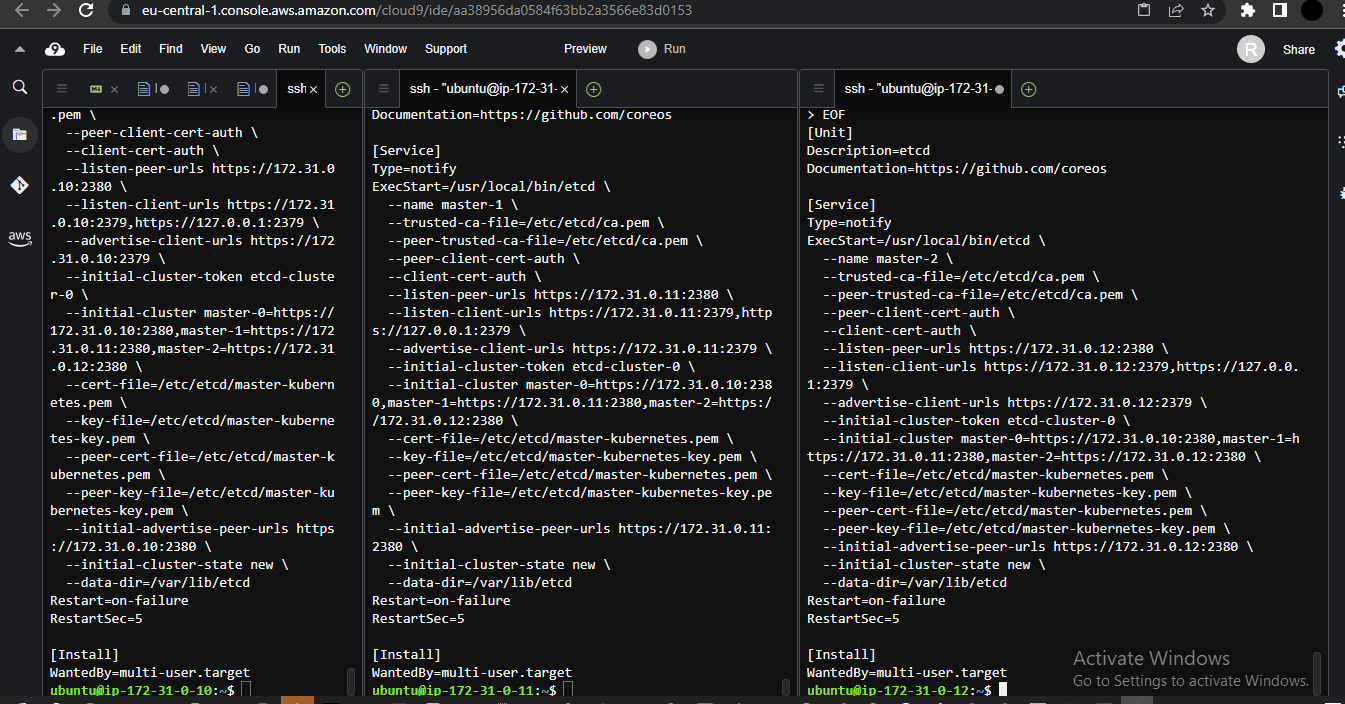 eu-central-1.console.aws.amazon.com/cloud9/ide/aa38956da0584f63bb2a3566e83d0153
9 File Edit Find View Go Run Tools Window Support Preview Run R Share
ssh
ssh - "ubuntu@ip-172-31-
ssh - "ubuntu@ip-172-31-
aws
.pem \
--peer-client-cert-auth \
--client-cert-auth \
--listen-peer-urls https://172.31.0
.10:2380 \
--listen-client-urls https://172.31
.0.10:2379,https://127.0.0.1:2379 \
--advertise-client-urls https://172
.31.0.10:2379 \
--initial-cluster-token etcd-cluste
r-0 \
--initial-cluster master-0=https://
172.31.0.10:2380,master-1=https://172
.31.0.11:2380,master-2=https://172.31
.0.12:2380 \
--cert-file=/etc/etcd/master-kubern
etes.pem \
--key-file=/etc/etcd/master-kuberne
tes-key.pem \
--peer-cert-file=/etc/etcd/master-k
ubernetes.pem \
--peer-key-file=/etc/etcd/master-ku
bernetes-key.pem \
--initial-advertise-peer-urls https
://172.31.0.10:2380 \
--initial-cluster-state new \
--data-dir=/var/lib/etcd
Restart=on-failure
RestartSec=5
[Install]
WantedBy=multi-user.target
ubuntu@ip-172-31-0-10:~$
Documentation=https://github.com/coreos
[Service]
Type=notify
ExecStart=/usr/local/bin/etcd \
--name master-1 \
--trusted-ca-file=/etc/etcd/ca.pem \
--peer-trusted-ca-file=/etc/etcd/ca.pem \
--peer-client-cert-auth \
--client-cert-auth \
--listen-peer-urls https://172.31.0.11:2380 \
--listen-client-urls https://172.31.0.11:2379,http
s://127.0.0.1:2379 \
--advertise-client-urls https://172.31.0.11:2379 \
--initial-cluster-token etcd-cluster-0 \
--initial-cluster master-0=https://172.31.0.10:238
0,master-1=https://172.31.0.11:2380,master-2=https:/
/172.31.0.12:2380 \
--cert-file=/etc/etcd/master-kubernetes.pem \
--key-file=/etc/etcd/master-kubernetes-key.pem \
--peer-cert-file=/etc/etcd/master-kubernetes.pem \
--peer-key-file=/etc/etcd/master-kubernetes-key.pe
m \
--initial-advertise-peer-urls https://172.31.0.11:
2380 \
--initial-cluster-state new \
--data-dir=/var/lib/etcd
Restart=on-failure
RestartSec=5
[Install]
WantedBy=multi-user.target
ubuntu@ip-172-31-0-11:~$
> EOF
[Unit]
Description=etcd
Documentation=https://github.com/coreos
[Service]
Type=notify
ExecStart=/usr/local/bin/etcd \
--name master-2 \
--trusted-ca-file=/etc/etcd/ca.pem \
--peer-trusted-ca-file=/etc/etcd/ca.pem \
--peer-client-cert-auth \
--client-cert-auth \
--listen-peer-urls https://172.31.0.12:2380 \
--listen-client-urls https://172.31.0.12:2379,https://127.0.0.
1:2379 \
--advertise-client-urls https://172.31.0.12:2379 \
--initial-cluster-token etcd-cluster-0 \
--initial-cluster master-0=https://172.31.0.10:2380,master-1=h
ttps://172.31.0.11:2380,master-2=https://172.31.0.12:2380 \
--cert-file=/etc/etcd/master-kubernetes.pem \
--key-file=/etc/etcd/master-kubernetes-key.pem \
--peer-cert-file=/etc/etcd/master-kubernetes.pem \
--peer-key-file=/etc/etcd/master-kubernetes-key.pem \
--initial-advertise-peer-urls https://172.31.0.12:2380 \
--initial-cluster-state new \
--data-dir=/var/lib/etcd
Restart=on-failure
RestartSec=5
[Install]
WantedBy=multi-user.target
ubuntu@ip-172-31-0-12:~$
Activate Windows
Go to Settings to activate Windows.